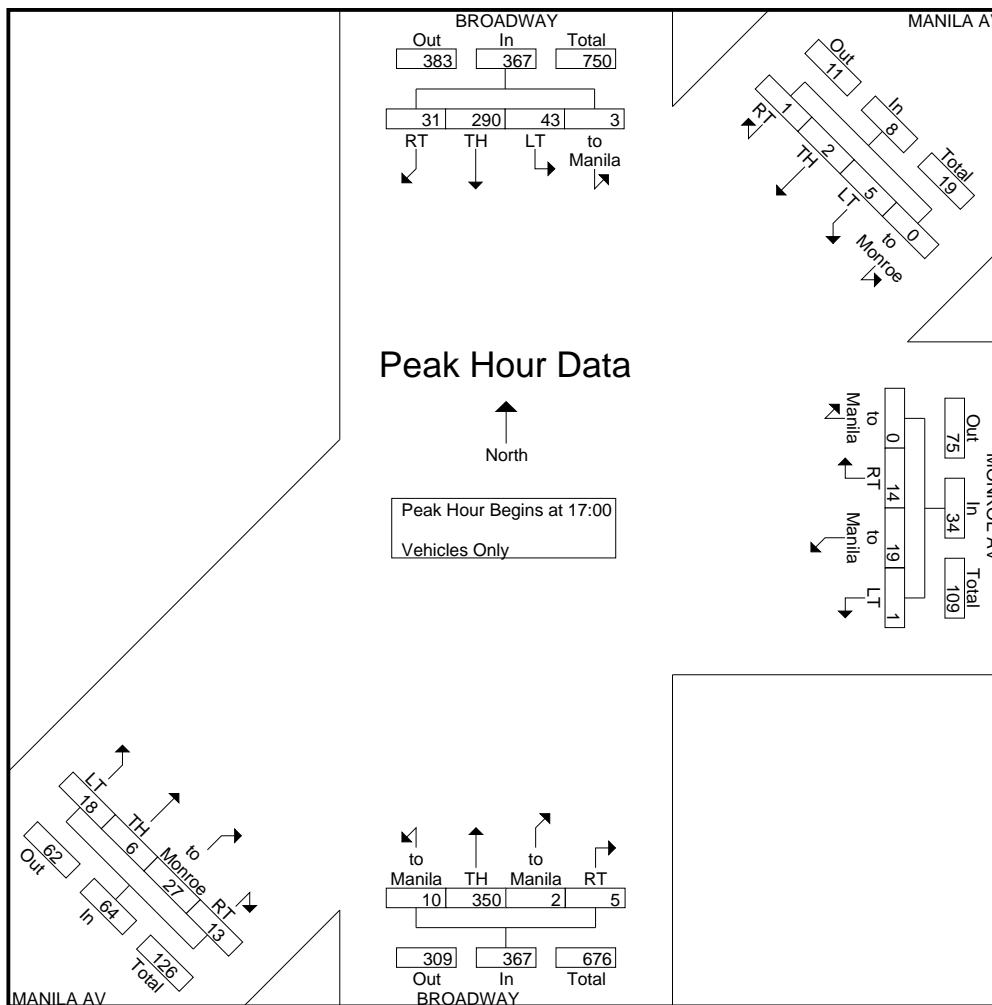 BROADWAY
Out In Total
383 367 750
31 290 43 3
RT TH LT to
Manila
MANILA AV
Out
11
In
8
Total
19
1 2 5 0
RT
TH
LT
to
Monroe
Peak Hour Data
North
Peak Hour Begins at 17:00
Vehicles Only
MONROE AV
Out
75
In
34
Total
109
0 14 19 1
to
Manila
RT
to
Manila
LT
LT
TH
to
Monroe
RT
18 6 27 13
62
Out
64
In
126
Total
MANILA AV
to
Manila TH to
Manila RT
10 350 2 5
309 367 676
Out In Total
BROADWAY